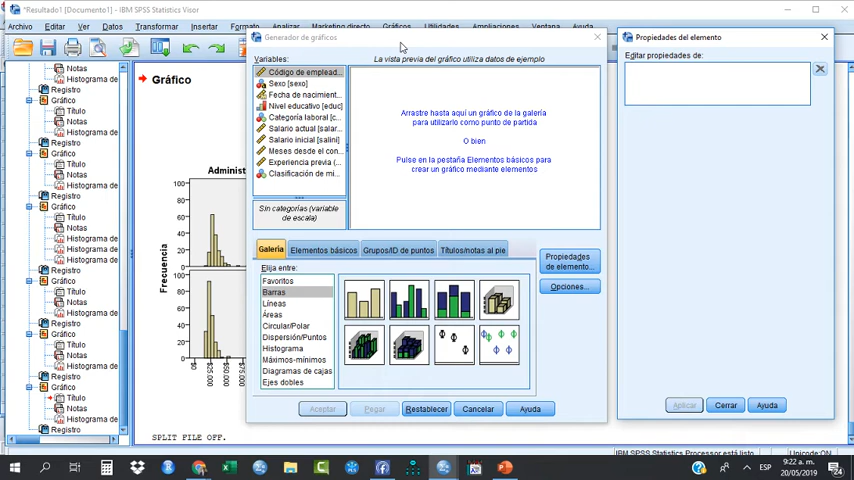 *Resultado1 [Documento1] - IBM SPSS Statistics Visor
Archivo Editar Ver Datos Transformar Insertar Formato Analizar Marketing directo Gráficos Utilidades Ampliaciones Ventana Ayuda
Notas
Histograma de
Registro
Gráfico
Título
Notas
Histograma de
Registro
Gráfico
Título
Notas
Histograma de
Registro
Gráfico
Título
Notas
Histograma de
Histograma de
Registro
Gráfico
Título
Notas
Histograma de
Registro
Gráfico
Título
Notas
Histograma de
Registro
Gráfico
Administ
Frecuencia
100
80
60
40
20
0
100
80
60
40
20
0
$0
$25.000
$50.000
$75.000
SPLIT FILE OFF.
Generador de gráficos
Variables:
La vista previa del gráfico utiliza datos de ejemplo
Código de emplead...
Sexo [sexo]
Fecha de nacimient...
Nivel educativo [educ]
Categoría laboral [c...
Salario actual [salar...
Salario inicial [salini]
Meses desde el con...
Experiencia previa (...
Clasificación de mi...
Sin categorías (variable
de escala)
Arrastre hasta aquí un gráfico de la galería
para utilizarlo como punto de partida
O bien
Pulse en la pestaña Elementos básicos para
crear un gráfico mediante elementos
Galería Elementos básicos Grupos/ID de puntos Títulos/notas al pie
Elija entre:
Favoritos
Barras
Líneas
Áreas
Circular/Polar
Dispersión/Puntos
Histograma
Máximos-mínimos
Diagramas de cajas
Ejes dobles
Propiedades
de elemento...
Opciones...
Aceptar Pegar Restablecer Cancelar Ayuda
Propiedades del elemento
Editar propiedades de:
Aplicar Cerrar Ayuda
IBM SPSS Statistics Processor está listo
Unicode:ON
ESP
9:22 a. m.
20/05/2019
24